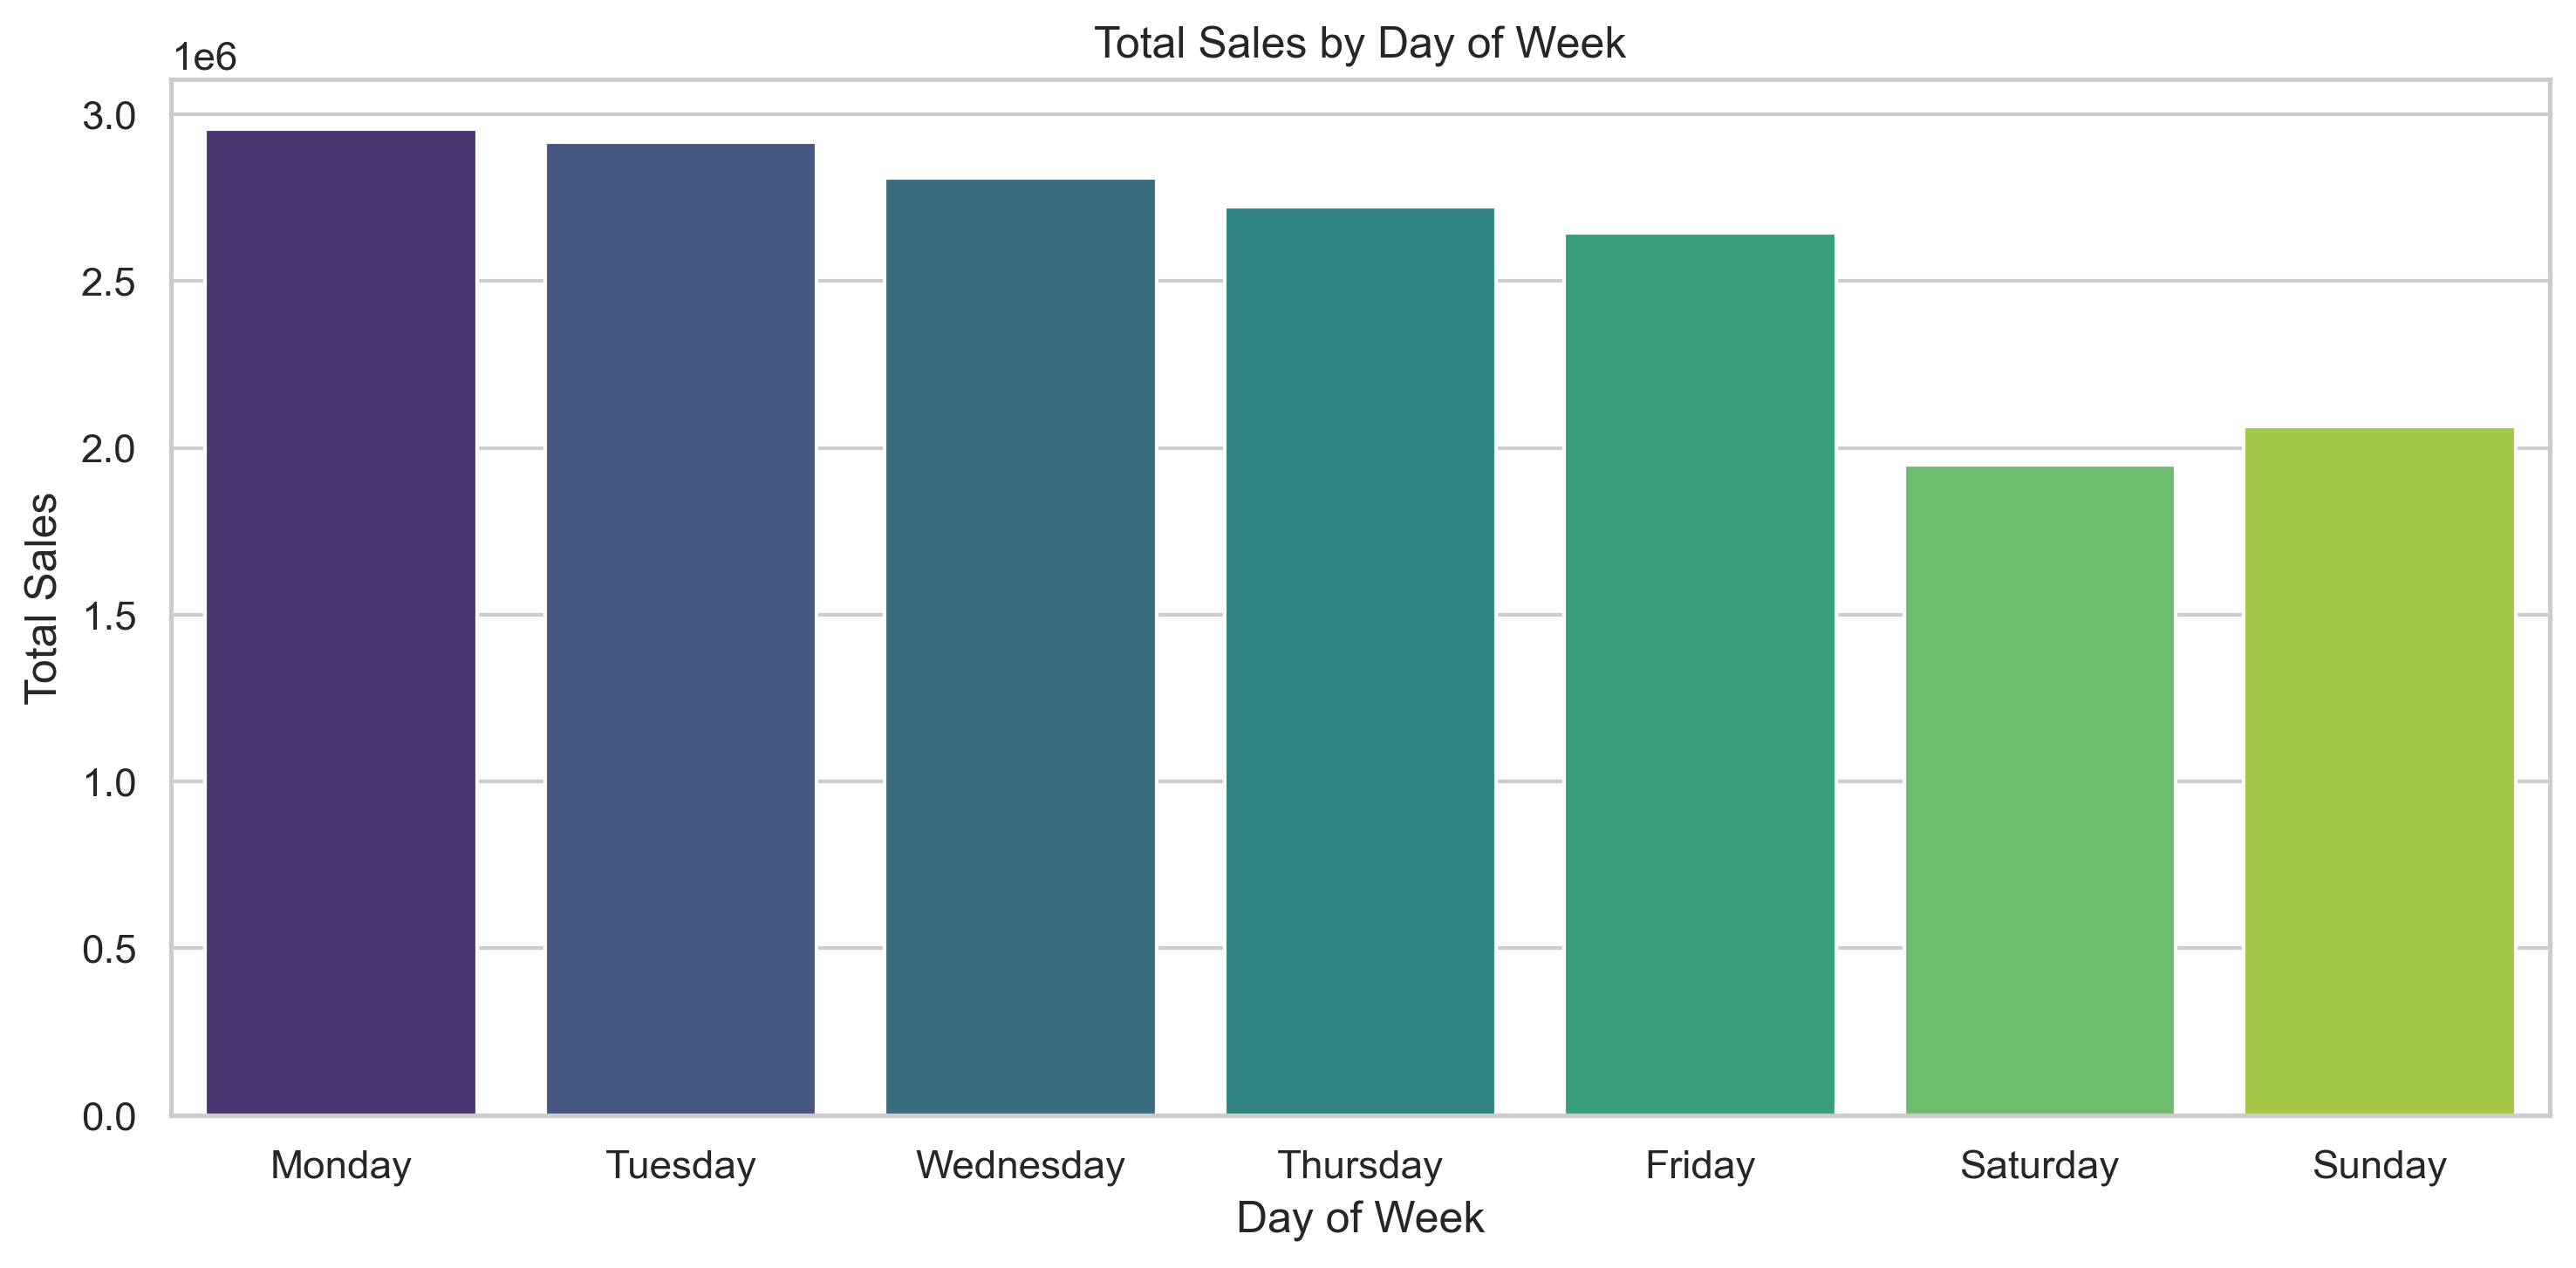 Total Sales by Day of Week
1e6
3.0
2.5
2.0
1.5
1.0
0.5
0.0
Total Sales
Monday Tuesday Wednesday Thursday Friday Saturday Sunday
Day of Week